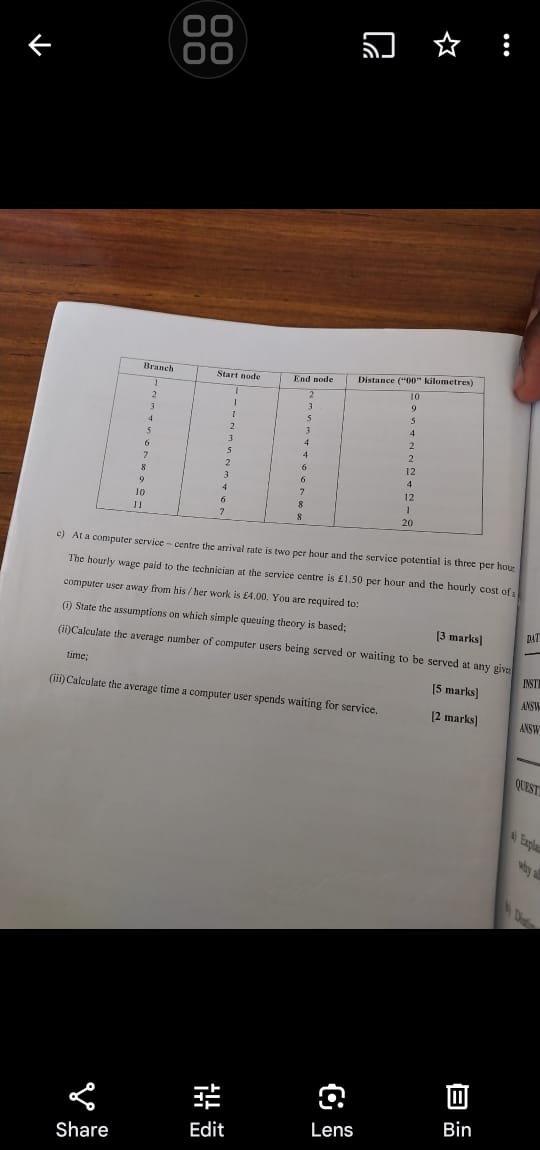 Branch Start node End node Distance ("00" kilometres)
1 1 2 10
2 1 3 9
3 1 5 5
4 2 3 4
5 3 4 2
6 5 4 2
7 2 6 12
8 3 6 4
9 4 7 12
10 6 8 1
11 7 8 20
c) At a computer service – centre the arrival rate is two per hour and the service potential is three per hour
The hourly wage paid to the technician at the service centre is £1.50 per hour and the hourly cost of a
computer user away from his / her work is £4.00. You are required to:
(i) State the assumptions on which simple queuing theory is based;
[3 marks]
(ii)Calculate the average number of computer users being served or waiting to be served at any given
time;
[5 marks]
(iii)Calculate the average time a computer user spends waiting for service.
[2 marks]
DAT
INSTI
ANSW
ANSW
QUEST
a) Expla
why al
b)
Share
Edit
Lens
Bin